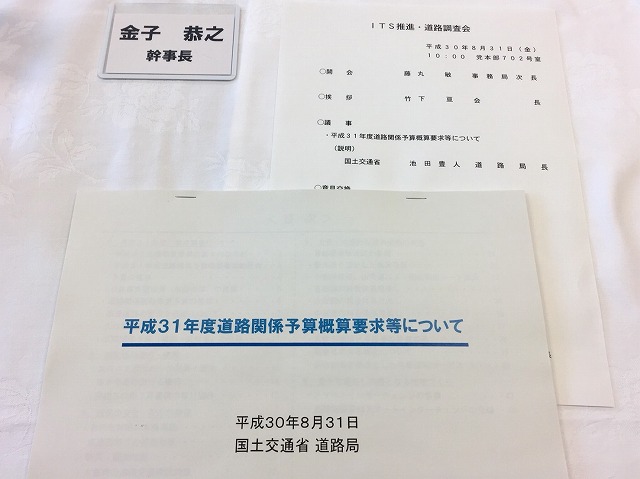 金子 恭之
幹事長
ITS推進・道路調査会
平成30年8月31日(金)
10:00 党本部702号室
○開 会 藤丸 敏 事務局次長
○挨 拶 竹下 亘 会 長
○議 事
・平成31年度道路関係予算概算要求等について
(説明)
国土交通省 池田豊人 道路局長
○意見交換
平成31年度道路関係予算概算要求等について
平成30年8月31日
国土交通省 道路局